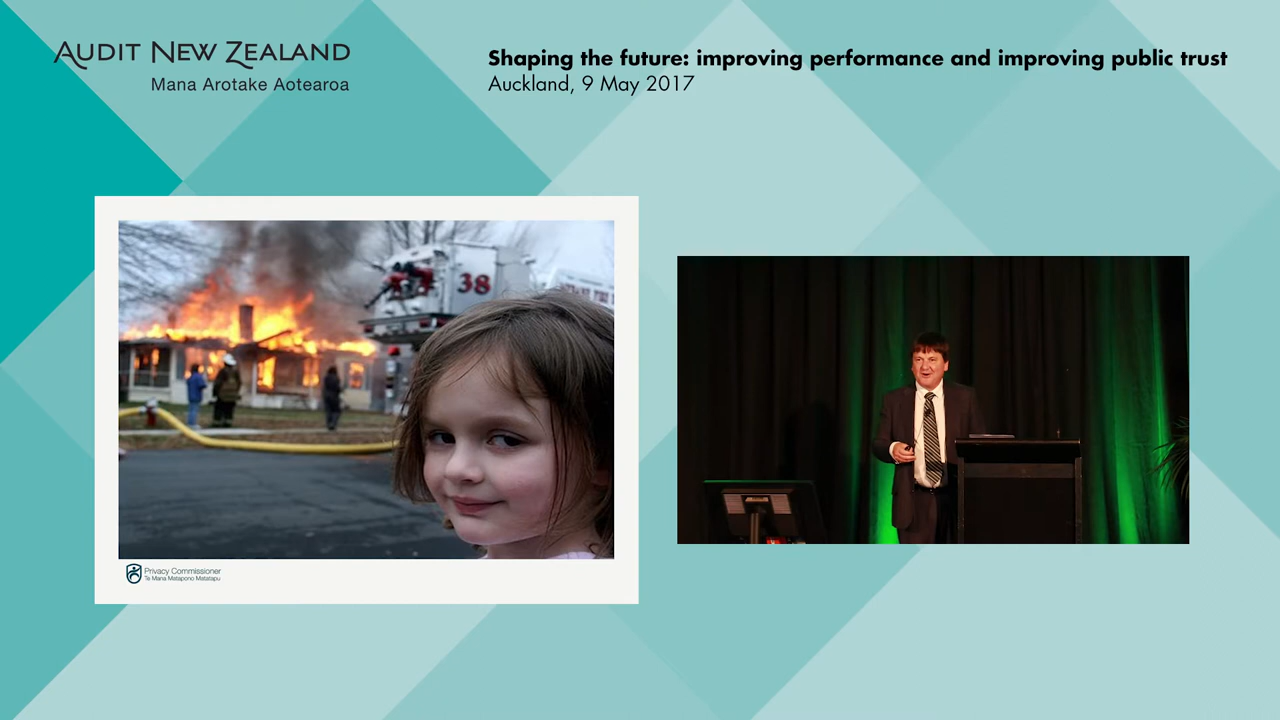 AUDIT NEW ZEALAND
Mana Arotake Aotearoa
Shaping the future: improving performance and improving public trust
Auckland, 9 May 2017
38
Privacy Commissioner
Te Mana Matapono Matatapu